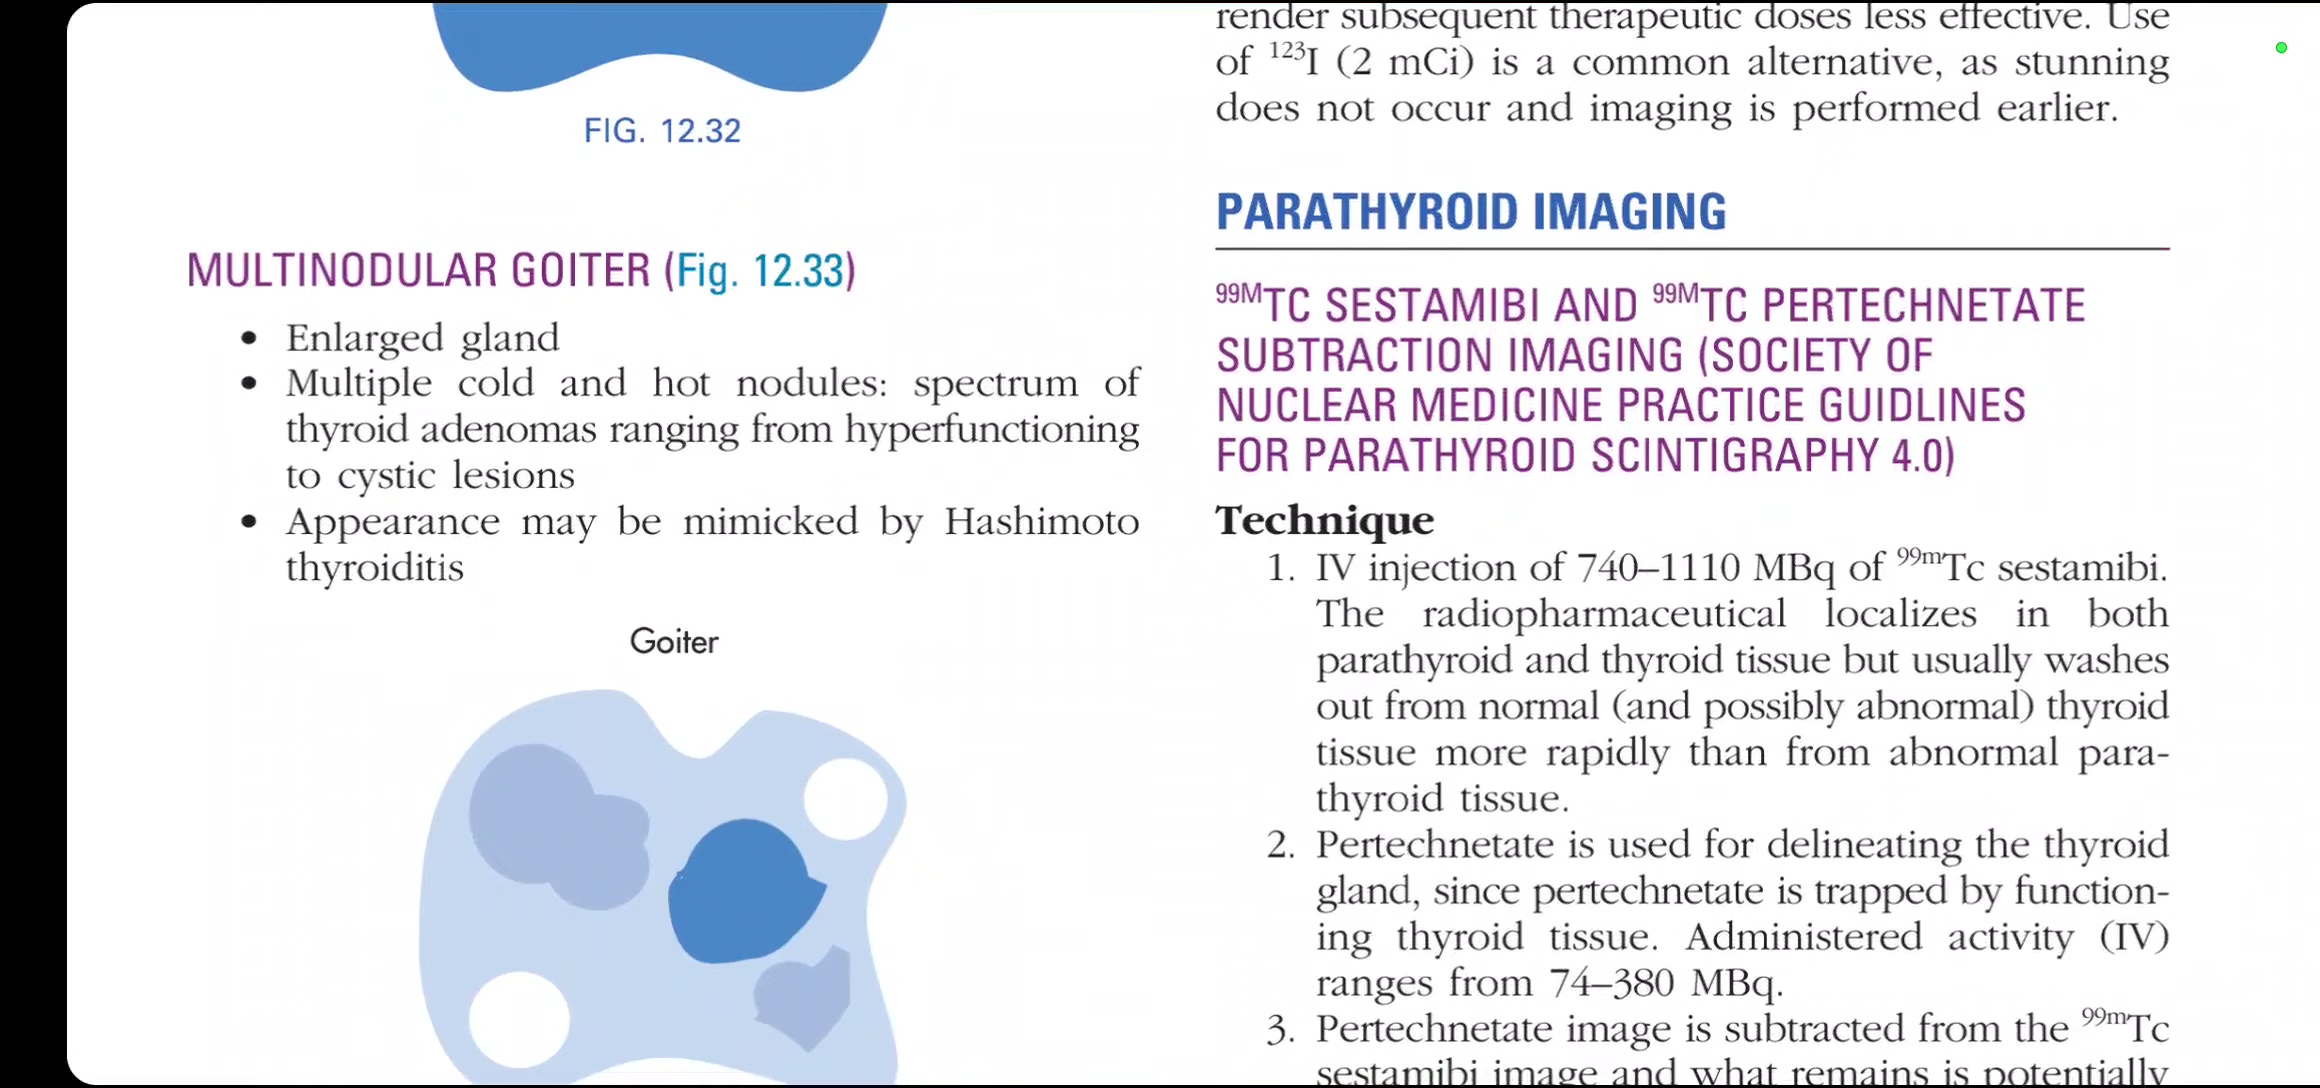 FIG. 12.32
MULTINODULAR GOITER (Fig. 12.33)
• Enlarged gland
• Multiple cold and hot nodules: spectrum of
thyroid adenomas ranging from hyperfunctioning
to cystic lesions
• Appearance may be mimicked by Hashimoto
thyroiditis
Goiter
render subsequent therapeutic doses less effective. Use
of ¹²³I (2 mCi) is a common alternative, as stunning
does not occur and imaging is performed earlier.
PARATHYROID IMAGING
⁹⁹ᴹTC SESTAMIBI AND ⁹⁹ᴹTC PERTECHNETATE
SUBTRACTION IMAGING (SOCIETY OF
NUCLEAR MEDICINE PRACTICE GUIDLINES
FOR PARATHYROID SCINTIGRAPHY 4.0)
Technique
1. IV injection of 740–1110 MBq of ⁹⁹ᵐTc sestamibi.
The radiopharmaceutical localizes in both
parathyroid and thyroid tissue but usually washes
out from normal (and possibly abnormal) thyroid
tissue more rapidly than from abnormal para-
thyroid tissue.
2. Pertechnetate is used for delineating the thyroid
gland, since pertechnetate is trapped by function-
ing thyroid tissue. Administered activity (IV)
ranges from 74–380 MBq.
3. Pertechnetate image is subtracted from the ⁹⁹ᵐTc
sestamibi image and what remains is potentially